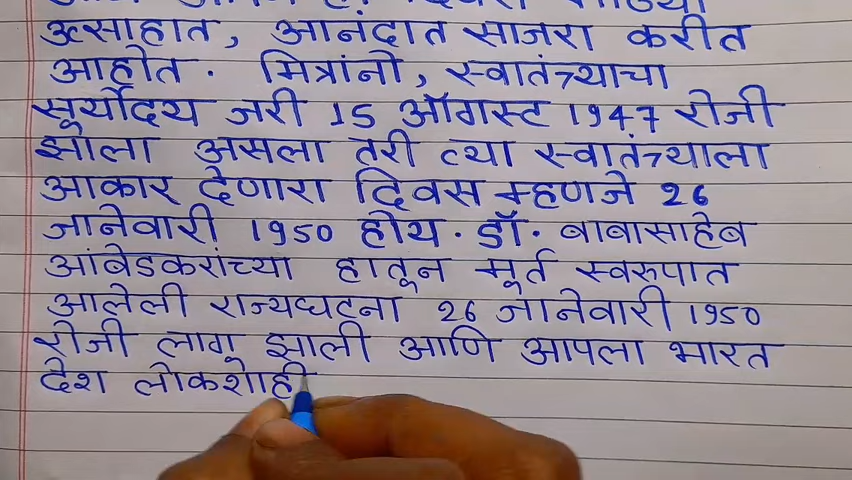 उत्साहात, आनंदात साजरा करीत
आहोत. मित्रांनो, स्वातंत्र्याचा
सूर्योदय जरी 15 ऑगस्ट 1947 रोजी
झाला असला तरी त्या स्वातंत्र्याला
आकार देणारा दिवस म्हणजे 26
जानेवारी 1950 होय. डॉ. बाबासाहेब
आंबेडकरांच्या हातून मूर्त स्वरुपात
आलेली राज्यघटना 26 जानेवारी 1950
रोजी लागू झाली आणि आपला भारत
देश लोकशाही